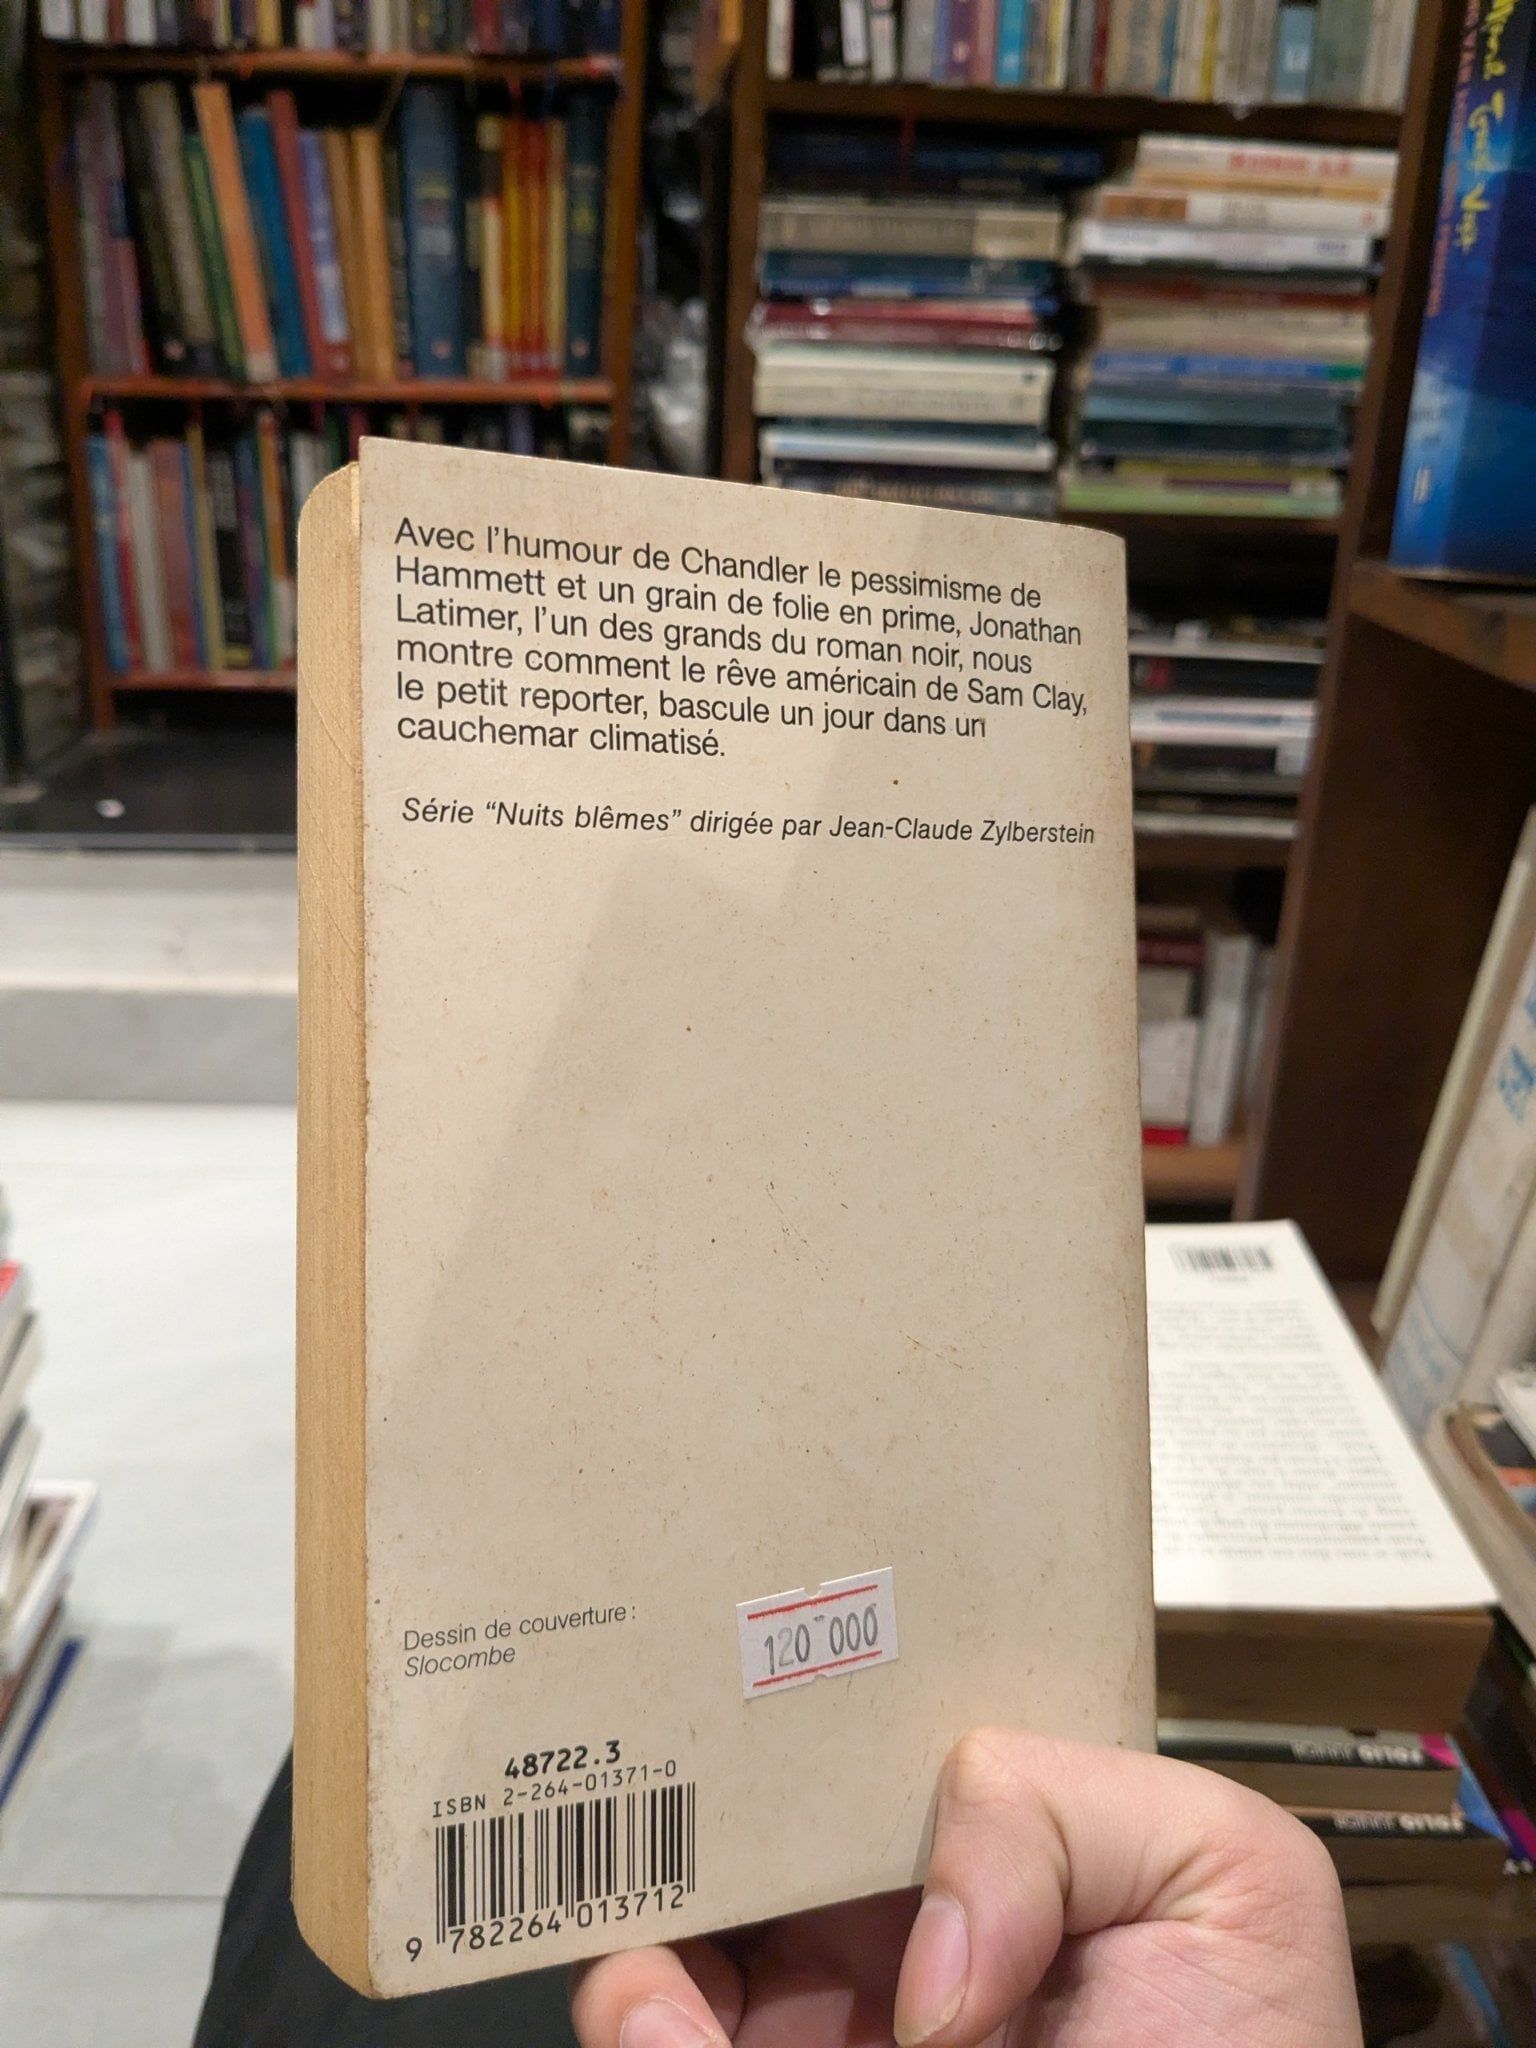 Avec l'humour de Chandler le pessimisme de
Hammett et un grain de folie en prime, Jonathan
Latimer, l'un des grands du roman noir, nous
montre comment le rêve américain de Sam Clay,
le petit reporter, bascule un jour dans un
cauchemar climatisé.
Série “Nuits blêmes” dirigée par Jean-Claude Zylberstein
Dessin de couverture :
Slocombe
120 000
48722.3
ISBN 2-264-01371-0
9 782264 013712